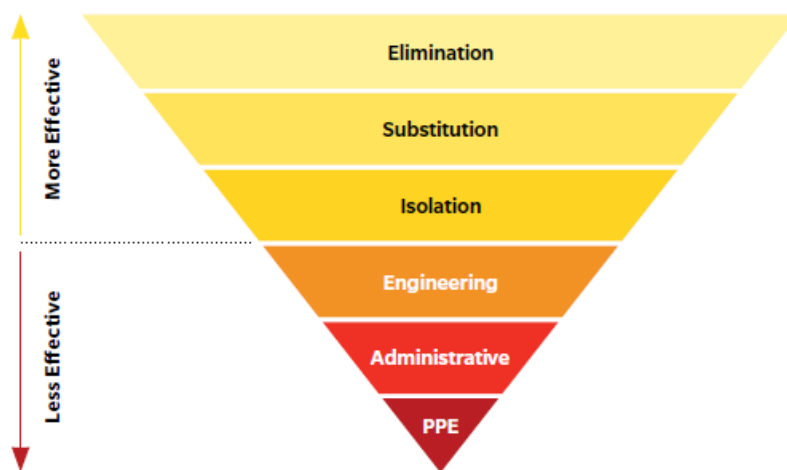 More Effective
Less Effective
Elimination
Substitution
Isolation
Engineering
Administrative
PPE